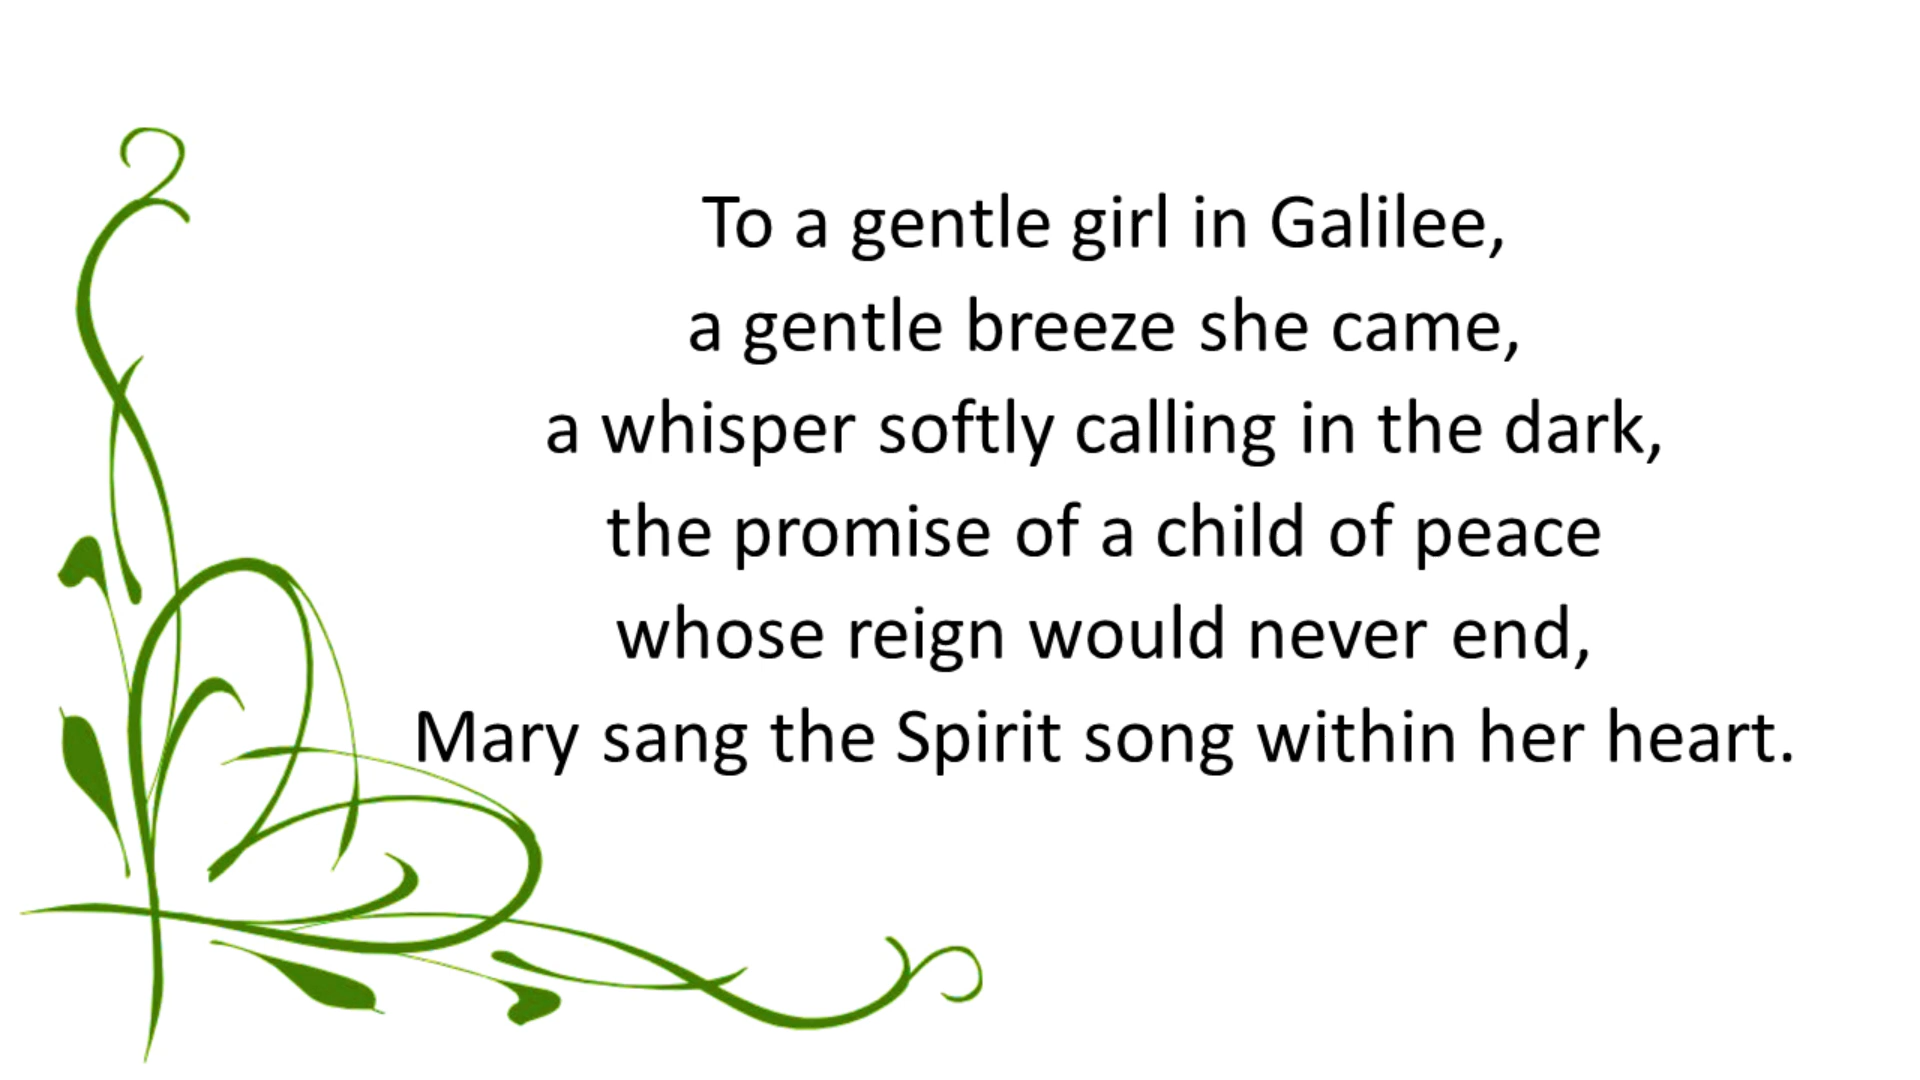 To a gentle girl in Galilee,
a gentle breeze she came,
a whisper softly calling in the dark,
the promise of a child of peace
whose reign would never end,
Mary sang the Spirit song within her heart.